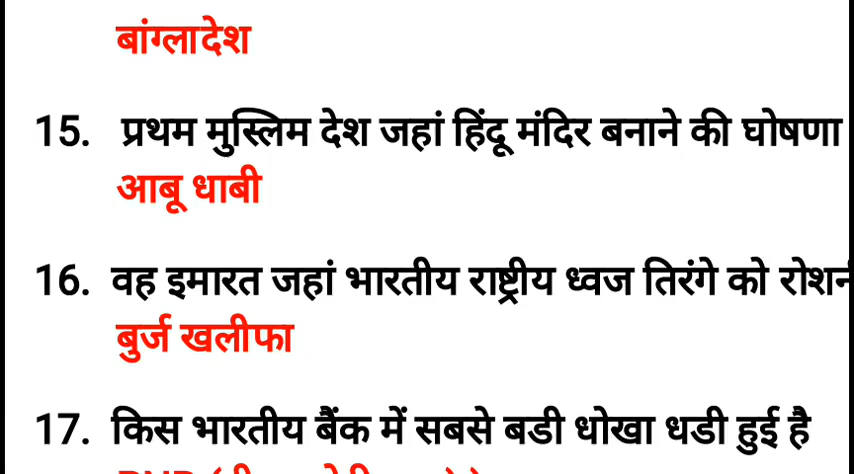 बांग्लादेश
15. प्रथम मुस्लिम देश जहां हिंदू मंदिर बनाने की घोषणा
आबू धाबी
16. वह इमारत जहां भारतीय राष्ट्रीय ध्वज तिरंगे को
बुर्ज खलीफा
17. किस भारतीय बैंक में सबसे बडी धोखा धडी हुई है